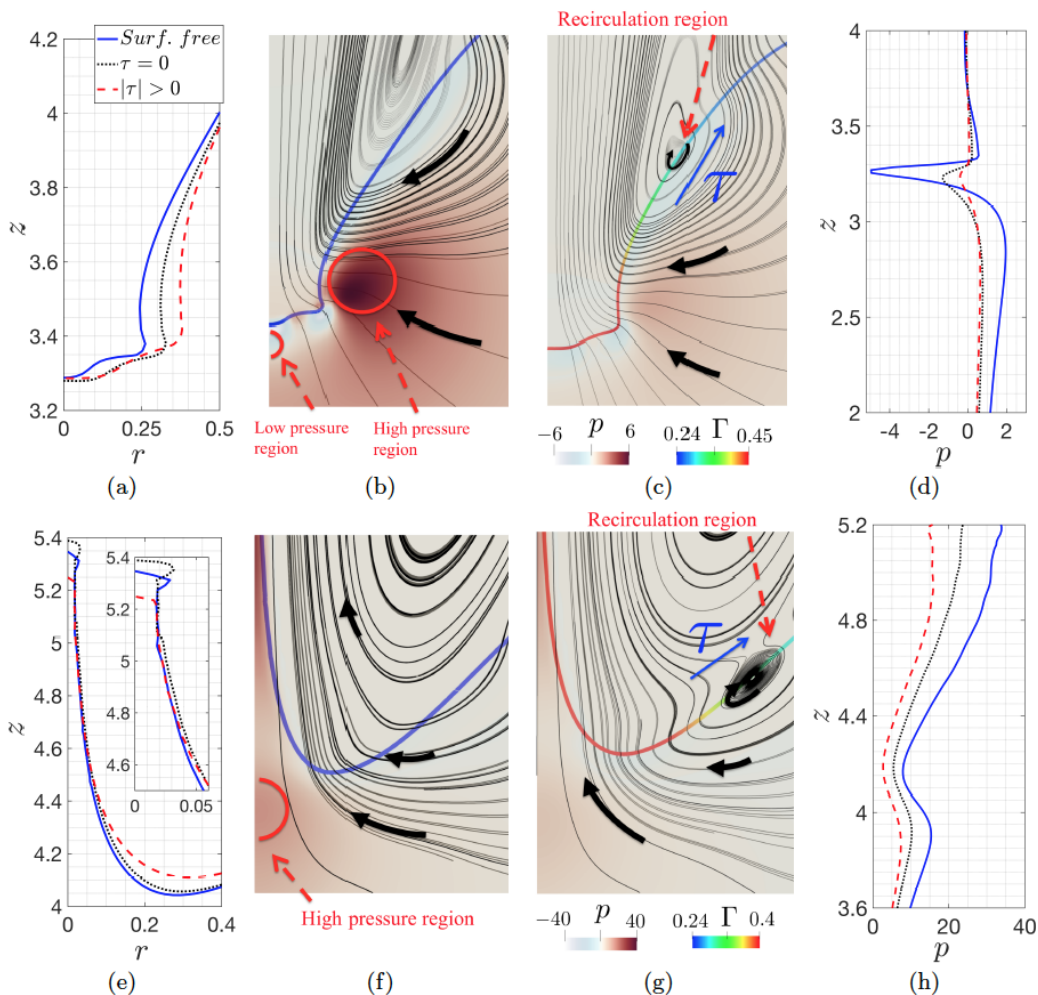 Recirculation region
4.2
4
3.8
3.6
3.4
3.2
z
0
0.25
0.5
r
Surf. free
τ = 0
|τ| > 0
(a)
Low pressure
region
High pressure
region
(b)
𝒯
−6 p 6
0.24 Γ 0.45
(c)
4
3.5
3
2.5
2
z
-4
-2
0
2
p
(d)
Recirculation region
5.4
5.2
5
4.8
4.6
4.4
4.2
4
z
0
0.2
0.4
r
5.4
5.2
5
4.8
4.6
0
0.05
(e)
High pressure region
(f)
𝒯
−40 p 40
0.24 Γ 0.4
(g)
5.2
4.8
4.4
4
3.6
z
0
20
40
p
(h)